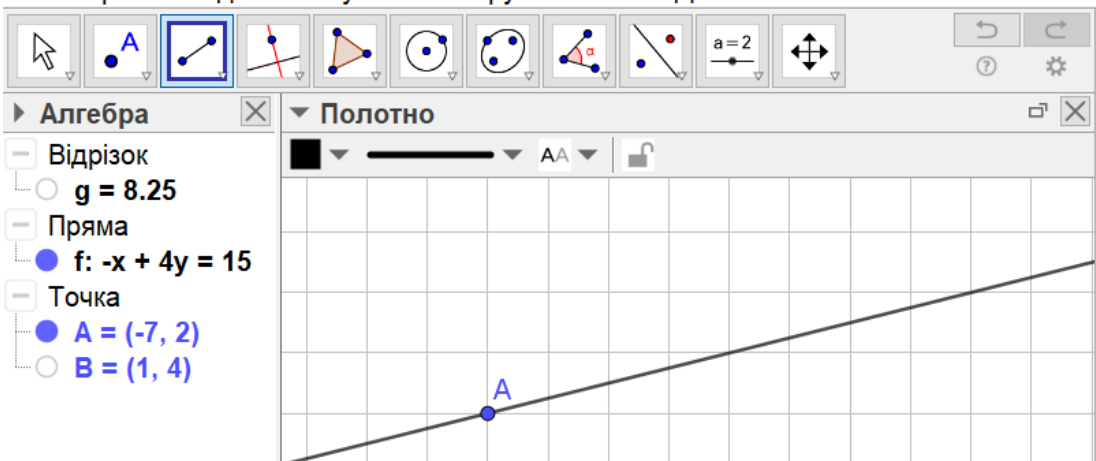 A
α
a = 2
Алгебра
Полотно
AA
Відрізок
g = 8.25
Пряма
f: -x + 4y = 15
Точка
A = (-7, 2)
B = (1, 4)
A